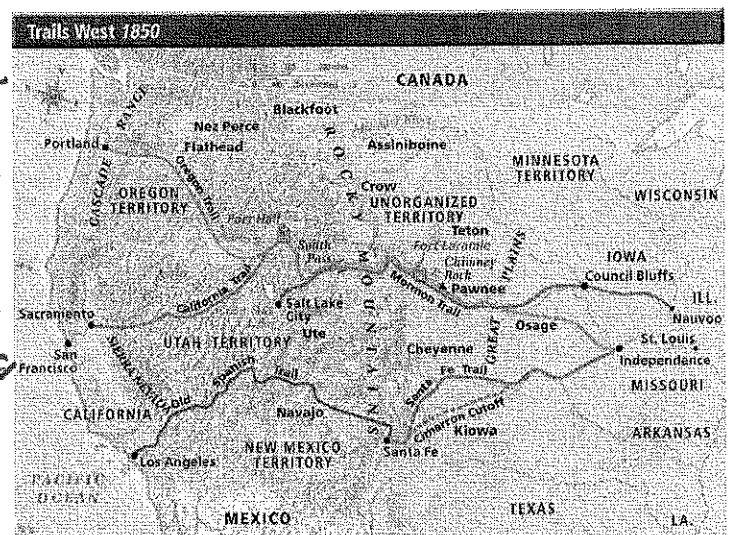 Trails West 1850
CANADA
CASCADE RANGE
Blackfoot
Nez Perce
Flathead
Portland
Assiniboine
ROCKY MOUNTAINS
MINNESOTA
TERRITORY
Oregon Trail
OREGON
TERRITORY
Crow
WISCONSIN
UNORGANIZED
TERRITORY
Fort Hall
Teton
Fort Laramie
South
Pass
Chimney
Rock
GREAT PLAINS
IOWA
Council Bluffs
Pawnee
Mormon Trail
California Trail
Salt Lake
City
ILL.
Nauvoo
Sacramento
Osage
UTAH TERRITORY
Ute
St. Louis
San
Francisco
SIERRA NEVADA
Cheyenne
Independence
Old Spanish Trail
Santa Fe Trail
MISSOURI
CALIFORNIA
Navajo
Cimarron Cutoff
Kiowa
ARKANSAS
NEW MEXICO
TERRITORY
Santa Fe
Los Angeles
PACIFIC
OCEAN
MEXICO
TEXAS
LA.